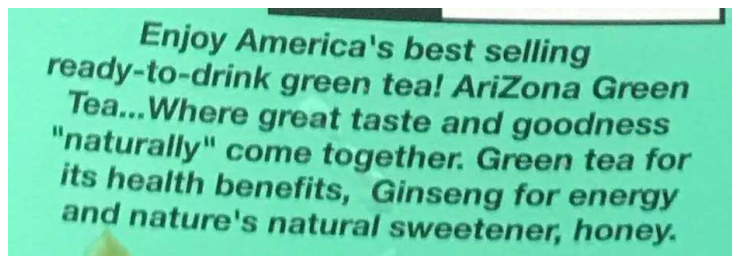 Enjoy America's best selling
ready-to-drink green tea! AriZona Green
Tea...Where great taste and goodness
"naturally" come together. Green tea for
its health benefits, Ginseng for energy
and nature's natural sweetener, honey.